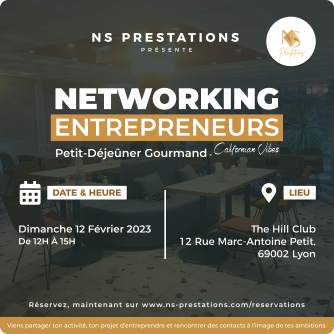 NS PRESTATIONS
PRÉSENTE
NS
Prestations
NETWORKING
ENTREPRENEURS
Petit-Déjeûner Gourmand . Californian Vibes
DATE & HEURE
LIEU
Dimanche 12 Février 2023
De 12H À 15H
The Hill Club
12 Rue Marc-Antoine Petit,
69002 Lyon
Réservez, maintenant sur www.ns-prestations.com/reservations
Viens partager ton activité, ton projet d'entreprendre et rencontrer des contacts à l'image de tes ambitions.